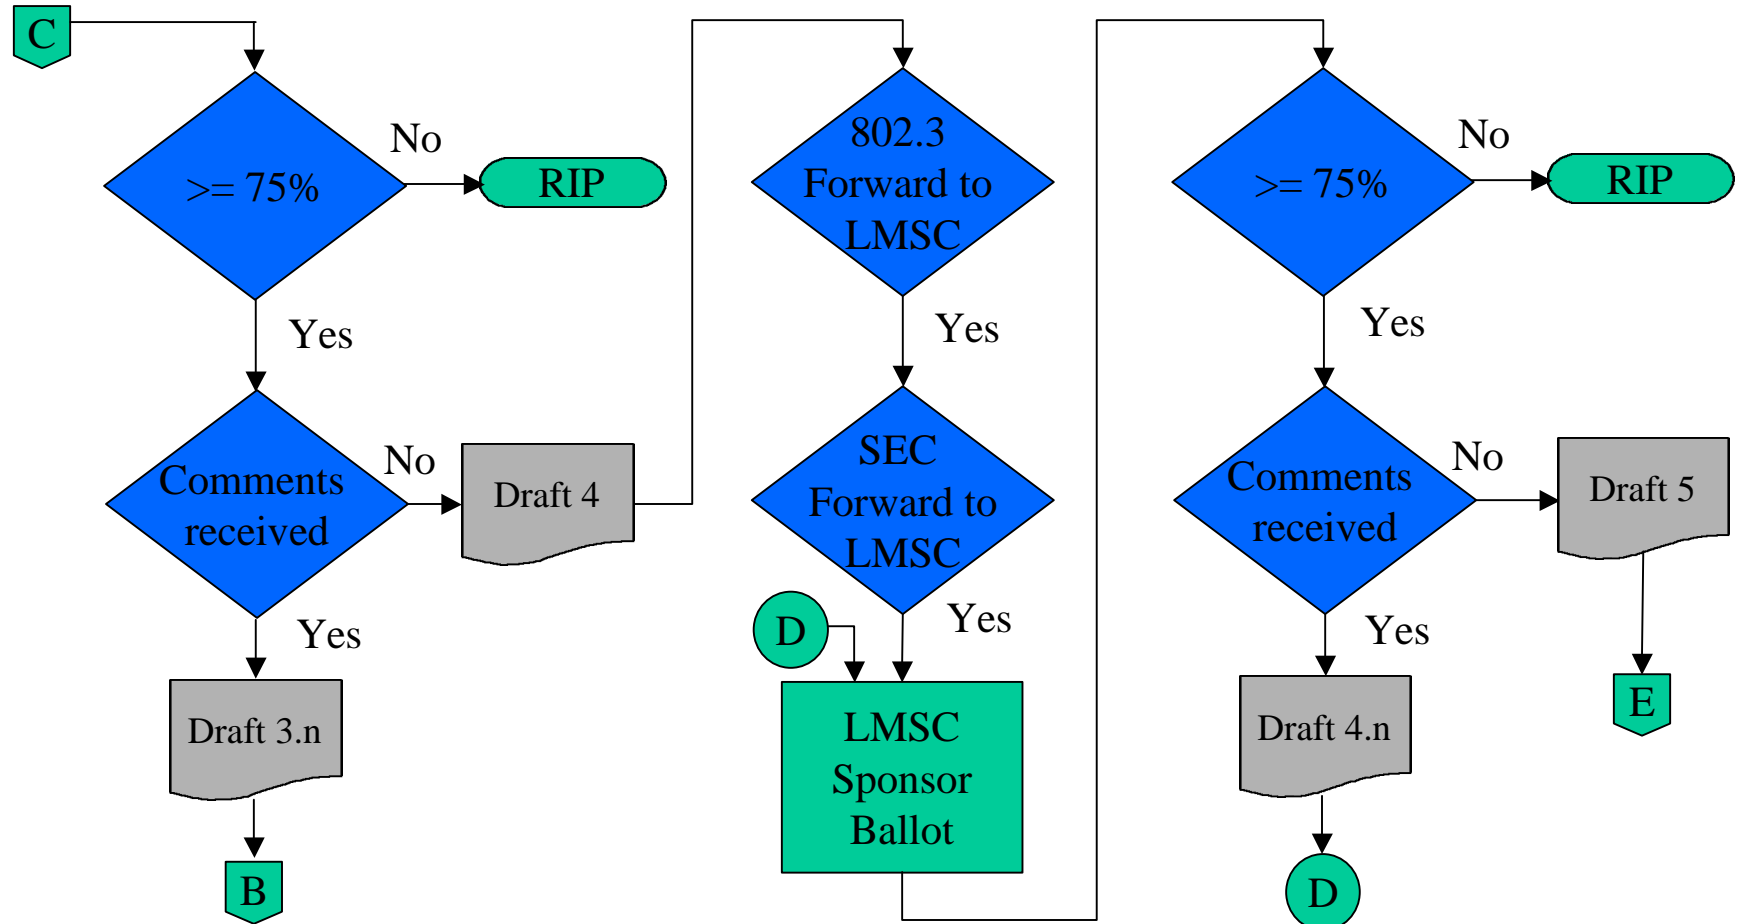 C
>= 75%
No
RIP
Yes
Comments
received
No
Draft 4
Yes
Draft 3.n
B
802.3
Forward to
LMSC
Yes
SEC
Forward to
LMSC
Yes
D
LMSC
Sponsor
Ballot
>= 75%
No
RIP
Yes
Comments
received
No
Draft 5
E
Yes
Draft 4.n
D